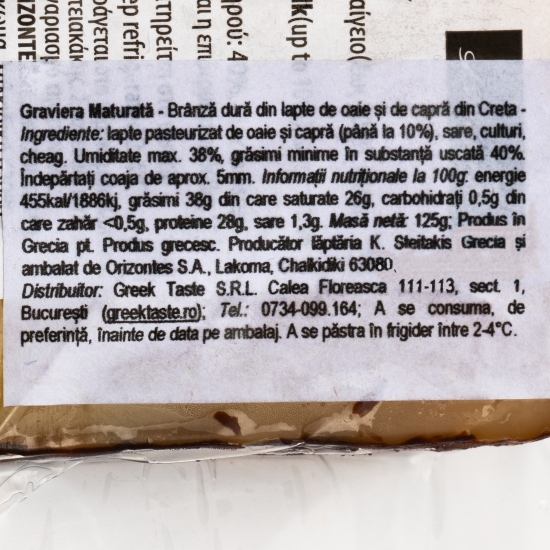 Graviera Maturată - Brânză dură din lapte de oaie și de capră din Creta -
Ingrediente: lapte pasteurizat de oaie și capră (până la 10%), sare, culturi,
cheag. Umiditate max. 38%, grăsimi minime în substanță uscată 40%.
Îndepărtați coaja de aprox. 5mm. Informații nutriționale la 100g: energie
455kal/1886kj, grăsimi 38g din care saturate 26g, carbohidrați 0,5g din
care zahăr <0,5g, proteine 28g, sare 1,3g. Masă netă: 125g; Produs în
Grecia pt. Produs grecesc. Producător lăptăria K. Steitakis Grecia și
ambalat de Orizontes S.A., Lakoma, Chalkidiki 63080,
Distribuitor: Greek Taste S.R.L. Calea Floreasca 111-113, sect. 1,
București (greektaste.ro); Tel.: 0734-099.164; A se consuma, de
preferință, înainte de data pe ambalaj. A se păstra în frigider între 2-4°C.